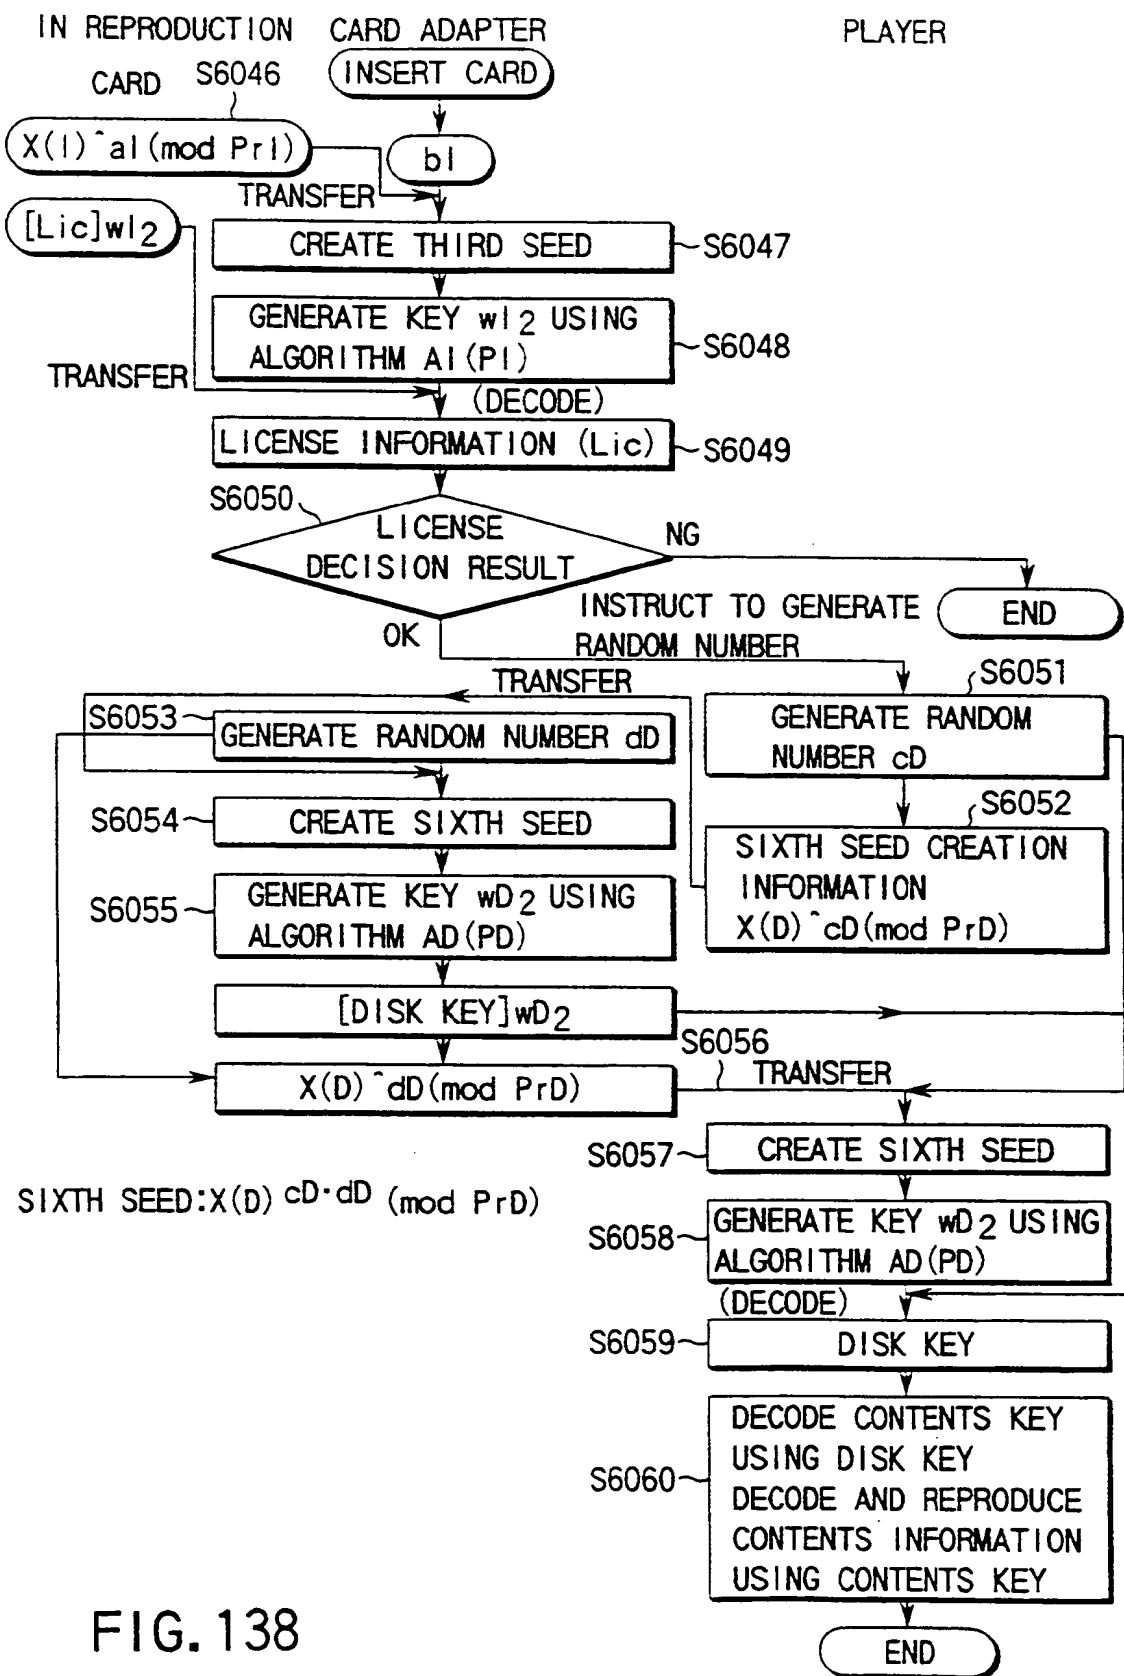 IN REPRODUCTION
CARD ADAPTER
PLAYER
CARD
S6046
INSERT CARD
X(I)^aI(mod PrI)
bI
TRANSFER
[Lic]wI2
CREATE THIRD SEED
S6047
GENERATE KEY wI2 USING
ALGORITHM AI(PI)
S6048
TRANSFER
(DECODE)
LICENSE INFORMATION (Lic)
S6049
S6050
LICENSE
DECISION RESULT
NG
END
OK
INSTRUCT TO GENERATE
RANDOM NUMBER
TRANSFER
S6051
GENERATE RANDOM
NUMBER cD
S6053
GENERATE RANDOM NUMBER dD
S6052
SIXTH SEED CREATION
INFORMATION
X(D)^cD(mod PrD)
S6054
CREATE SIXTH SEED
S6055
GENERATE KEY wD2 USING
ALGORITHM AD(PD)
[DISK KEY]wD2
S6056
X(D)^dD(mod PrD)
TRANSFER
S6057
CREATE SIXTH SEED
SIXTH SEED:X(D) cD·dD (mod PrD)
S6058
GENERATE KEY wD2 USING
ALGORITHM AD(PD)
(DECODE)
S6059
DISK KEY
S6060
DECODE CONTENTS KEY
USING DISK KEY
DECODE AND REPRODUCE
CONTENTS INFORMATION
USING CONTENTS KEY
END
FIG.138